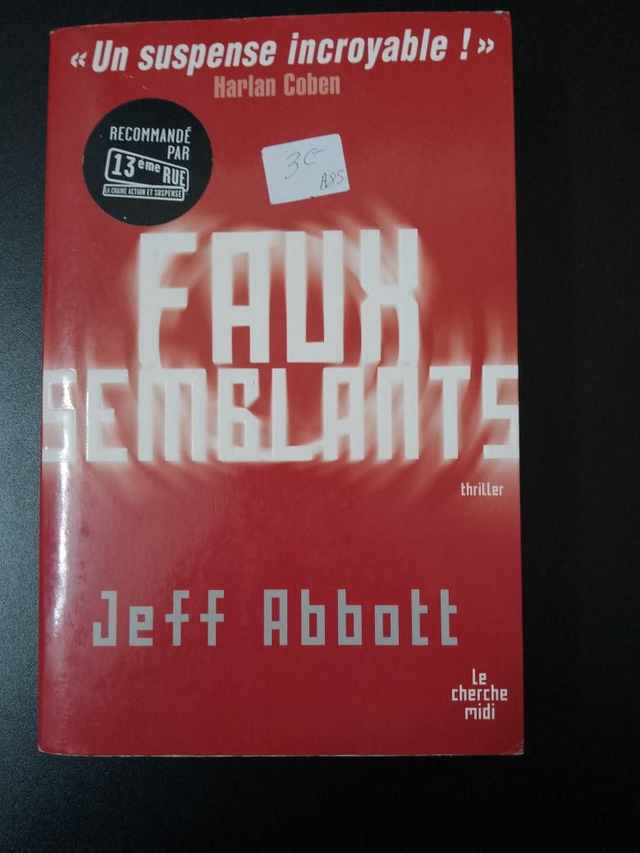 « Un suspense incroyable ! »
Harlan Coben
RECOMMANDÉ
PAR
13ème RUE
LA CHAINE ACTION ET SUSPENSE
3€
FAUX
SEMBLANTS
thriller
Jeff Abbott
Le
cherche
midi